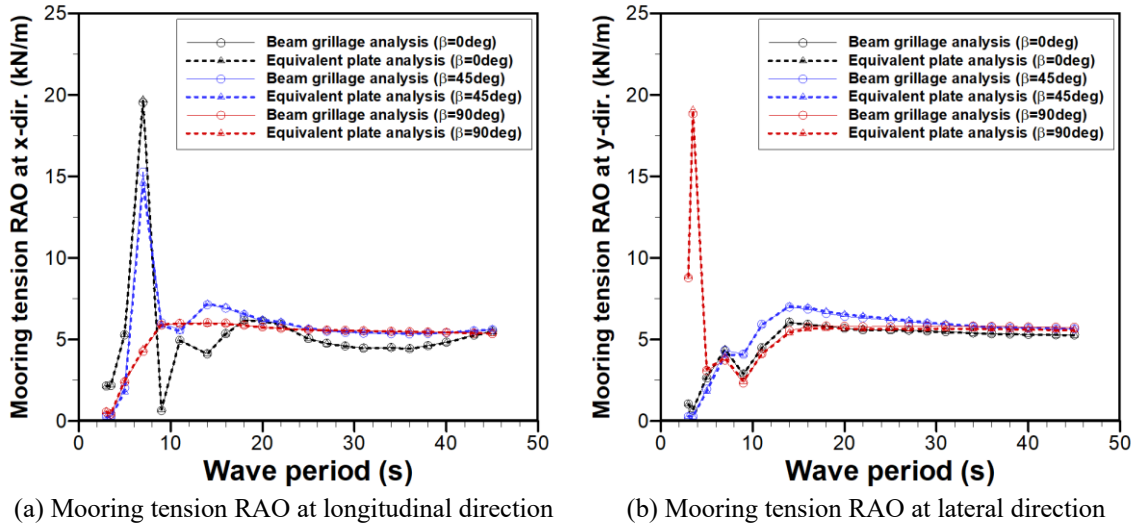 Mooring tension RAO at x-dir. (kN/m)
25
20
15
10
5
0
Beam grillage analysis (β=0deg)
Equivalent plate analysis (β=0deg)
Beam grillage analysis (β=45deg)
Equivalent plate analysis (β=45deg)
Beam grillage analysis (β=90deg)
Equivalent plate analysis (β=90deg)
0 10 20 30 40 50
Wave period (s)
(a) Mooring tension RAO at longitudinal direction
Mooring tension RAO at y-dir. (kN/m)
25
20
15
10
5
0
Beam grillage analysis (β=0deg)
Equivalent plate analysis (β=0deg)
Beam grillage analysis (β=45deg)
Equivalent plate analysis (β=45deg)
Beam grillage analysis (β=90deg)
Equivalent plate analysis (β=90deg)
0 10 20 30 40 50
Wave period (s)
(b) Mooring tension RAO at lateral direction